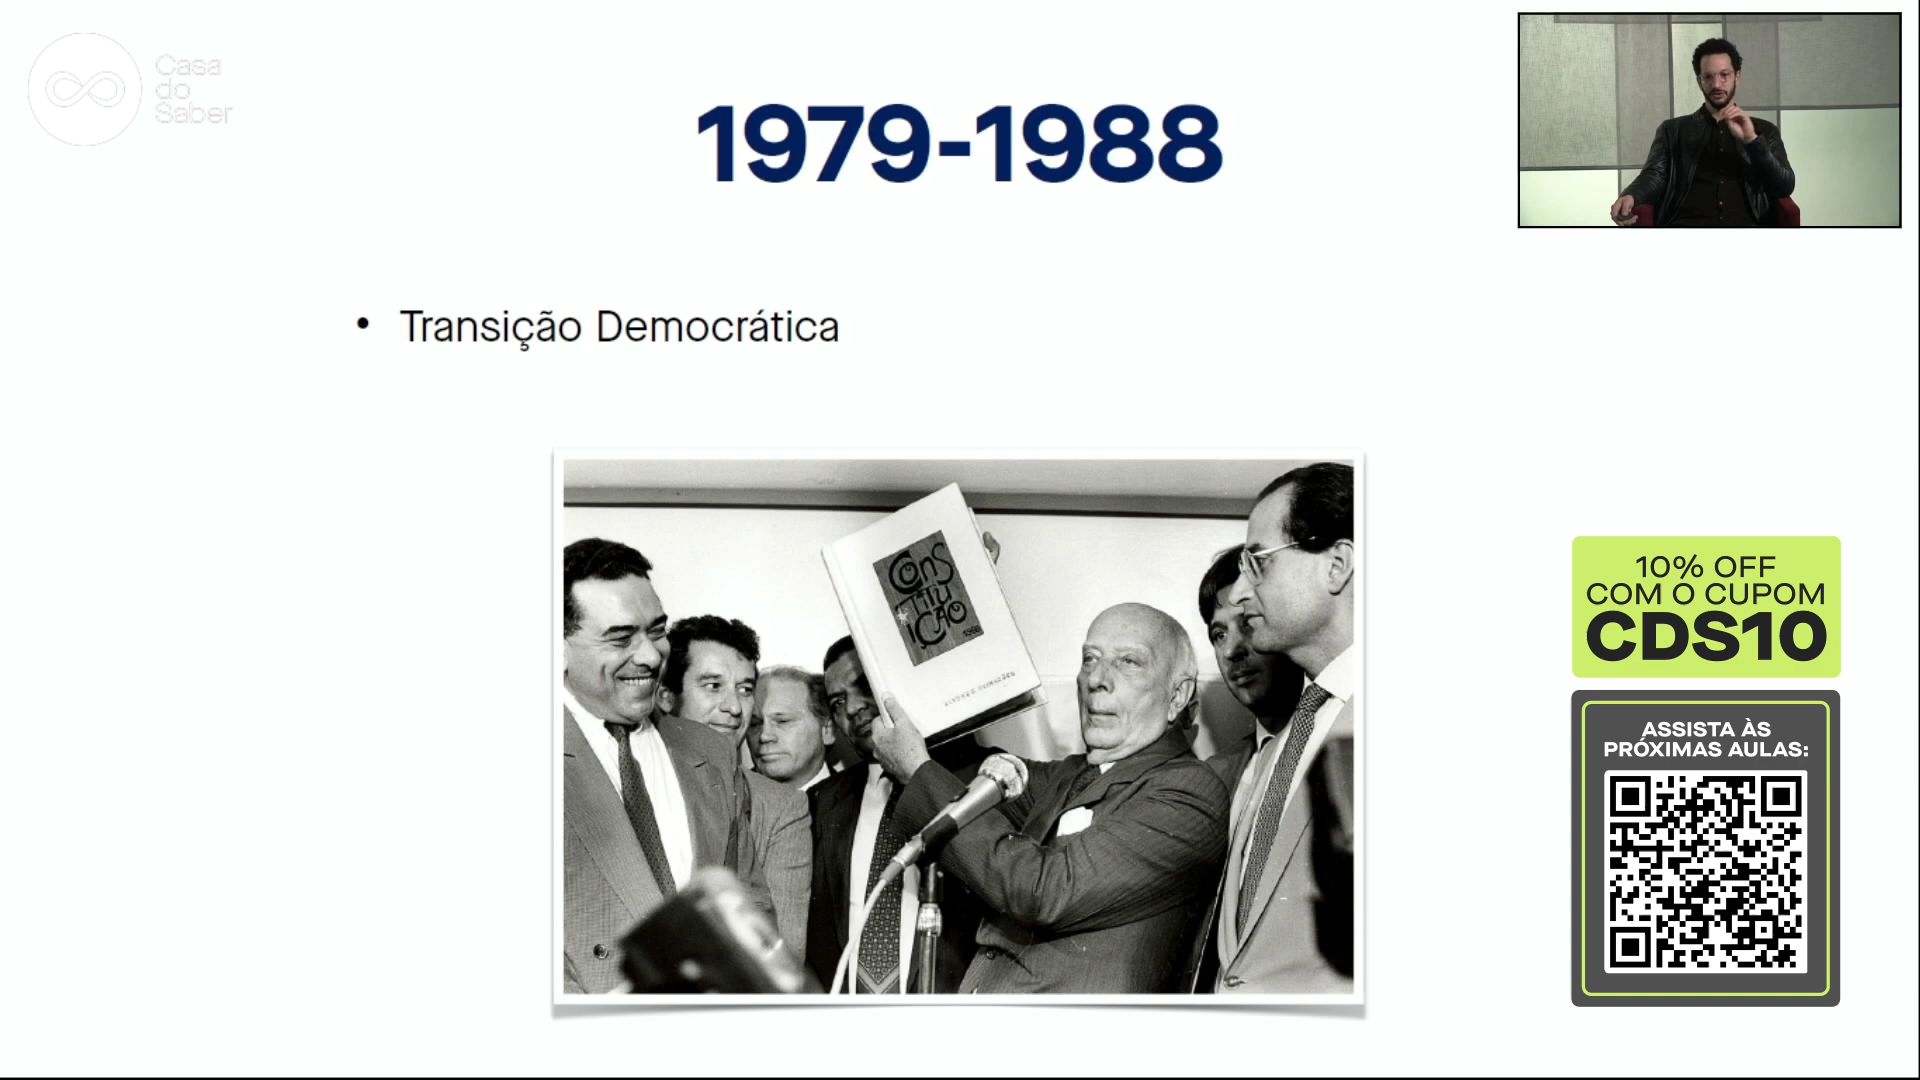 Casa
do
Saber
1979-1988
• Transição Democrática
Cons
titu
ição
1988
10% OFF
COM O CUPOM
CDS10
ASSISTA ÀS
PRÓXIMAS AULAS: